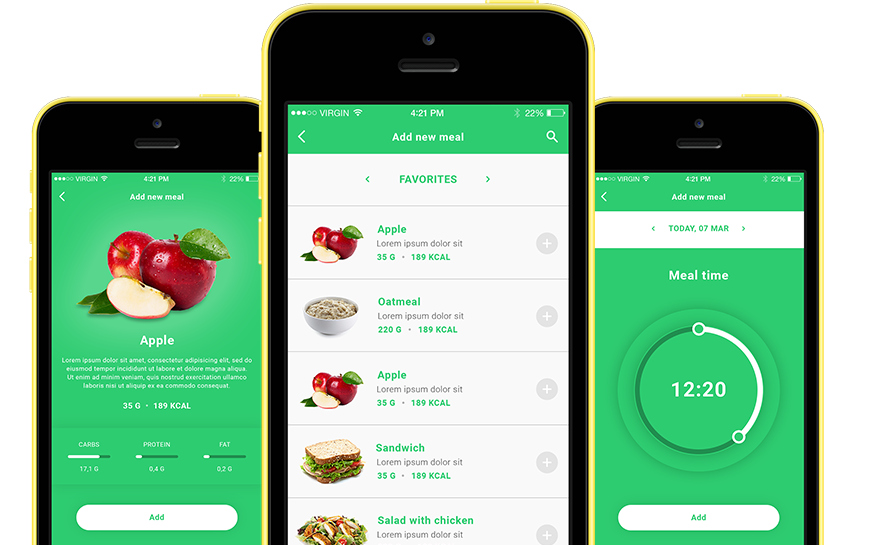 VIRGIN 4:21 PM 22%
Add new meal
Apple
Lorem ipsum dolor sit amet, consectetur adipisicing elit, sed do
eiusmod tempor incididunt ut labore et dolore magna aliqua.
Ut enim ad minim veniam, quis nostrud exercitation ullamco
laboris nisi ut aliquip ex ea commodo consequat.
35 G • 189 KCAL
CARBS PROTEIN FAT
17,1 G 0,4 G 0,2 G
Add
VIRGIN 4:21 PM 22%
Add new meal
FAVORITES
Apple
Lorem ipsum dolor sit
35 G • 189 KCAL
Oatmeal
Lorem ipsum dolor sit
220 G • 189 KCAL
Apple
Lorem ipsum dolor sit
35 G • 189 KCAL
Sandwich
Lorem ipsum dolor sit
35 G • 189 KCAL
Salad with chicken
Lorem ipsum dolor sit
VIRGIN 4:21 PM 22%
Add new meal
TODAY, 07 MAR
Meal time
12:20
Add